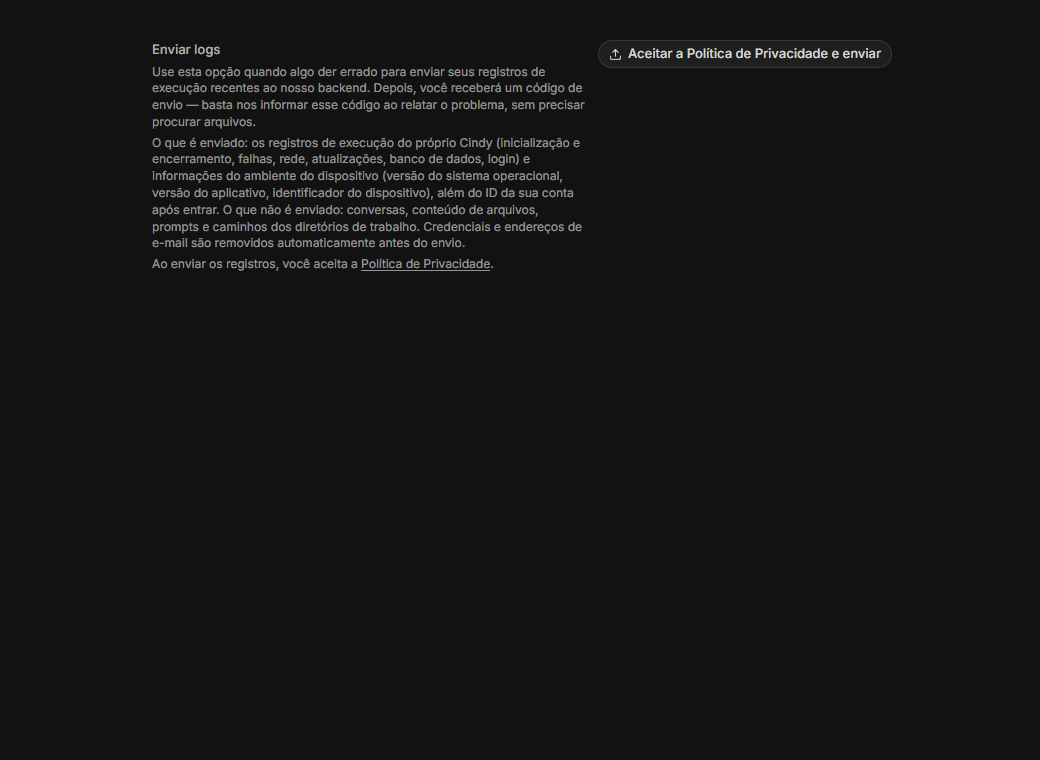 Enviar logs
Aceitar a Política de Privacidade e enviar
Use esta opção quando algo der errado para enviar seus registros de
execução recentes ao nosso backend. Depois, você receberá um código de
envio — basta nos informar esse código ao relatar o problema, sem precisar
procurar arquivos.
O que é enviado: os registros de execução do próprio Cindy (inicialização e
encerramento, falhas, rede, atualizações, banco de dados, login) e
informações do ambiente do dispositivo (versão do sistema operacional,
versão do aplicativo, identificador do dispositivo), além do ID da sua conta
após entrar. O que não é enviado: conversas, conteúdo de arquivos,
prompts e caminhos dos diretórios de trabalho. Credenciais e endereços de
e-mail são removidos automaticamente antes do envio.
Ao enviar os registros, você aceita a Política de Privacidade.